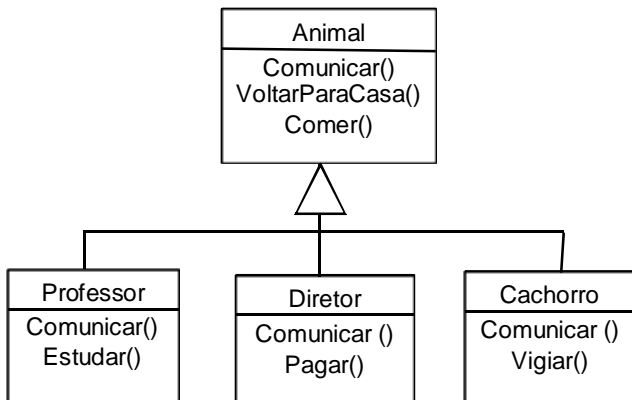 Animal
Comunicar()
VoltarParaCasa()
Comer()
Professor
Comunicar()
Estudar()
Diretor
Comunicar ()
Pagar()
Cachorro
Comunicar ()
Vigiar()